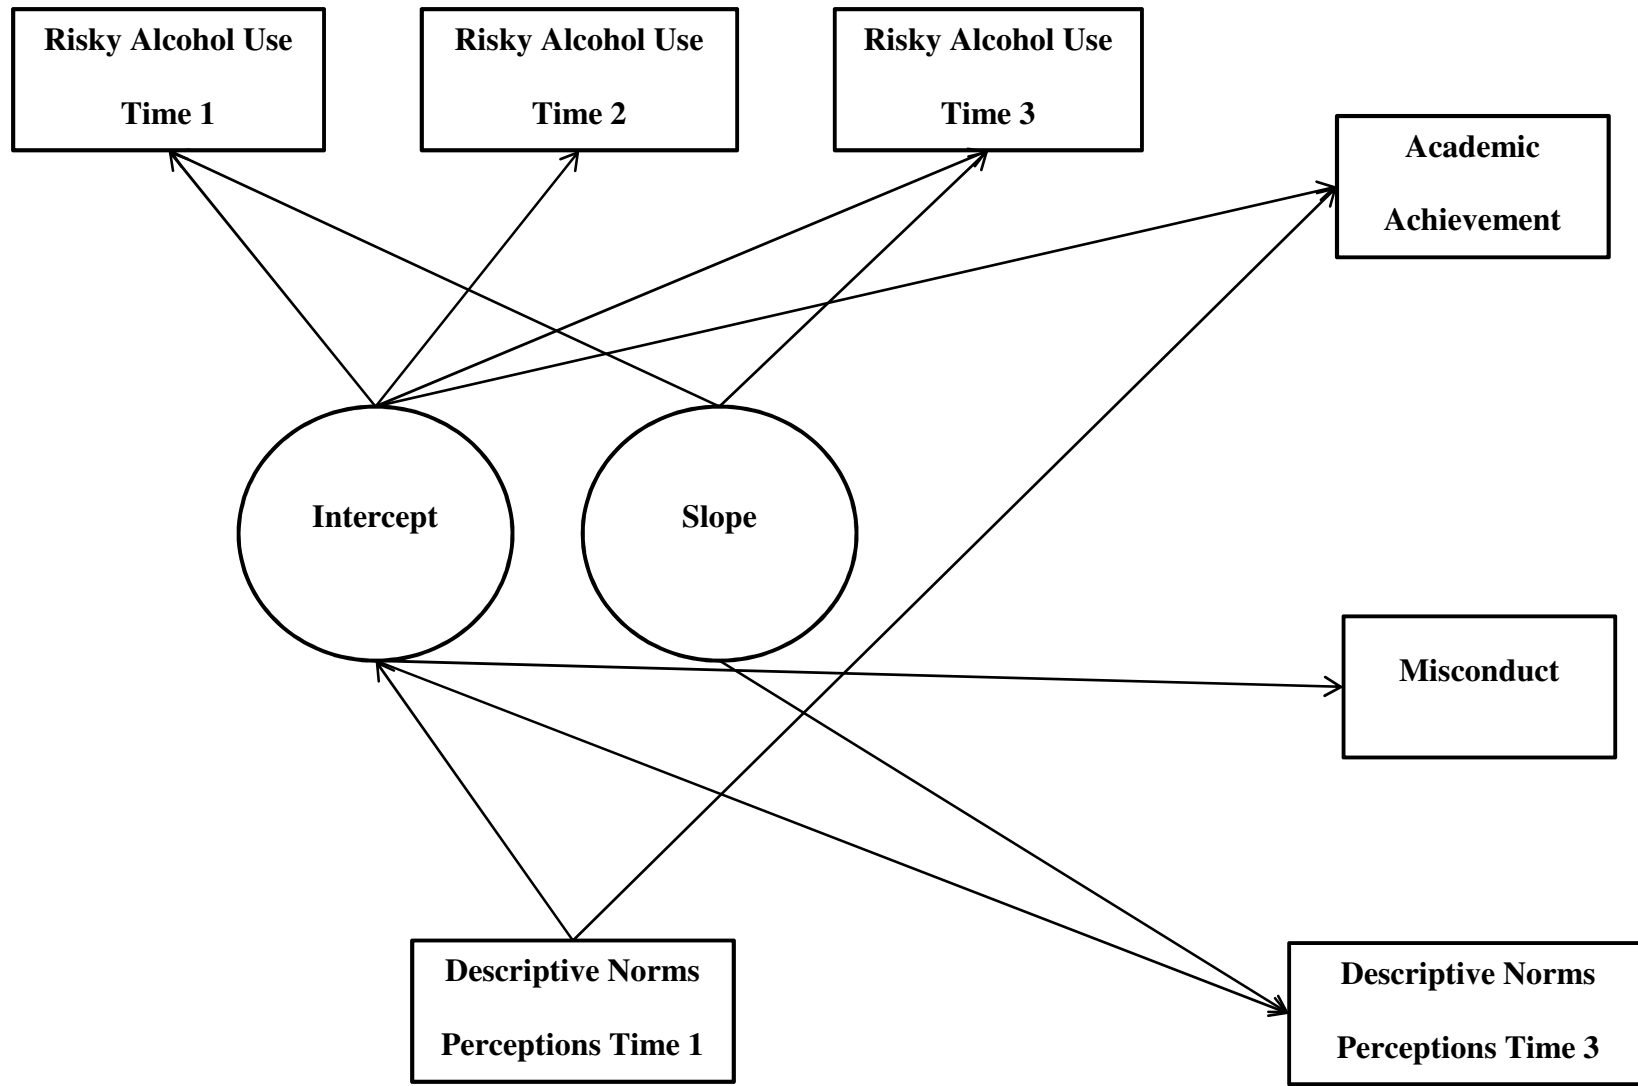 Risky Alcohol Use
Time 1
Risky Alcohol Use
Time 2
Risky Alcohol Use
Time 3
Academic
Achievement
Intercept
Slope
Misconduct
Descriptive Norms
Perceptions Time 1
Descriptive Norms
Perceptions Time 3